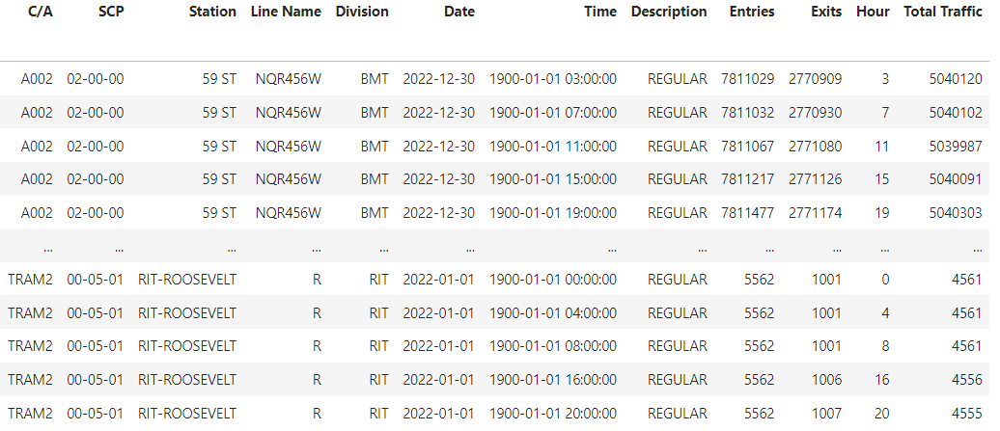 C/A SCP Station Line Name Division Date Time Description Entries Exits Hour Total Traffic
A002 02-00-00 59 ST NQR456W BMT 2022-12-30 1900-01-01 03:00:00 REGULAR 7811029 2770909 3 5040120
A002 02-00-00 59 ST NQR456W BMT 2022-12-30 1900-01-01 07:00:00 REGULAR 7811032 2770930 7 5040102
A002 02-00-00 59 ST NQR456W BMT 2022-12-30 1900-01-01 11:00:00 REGULAR 7811067 2771080 11 5039987
A002 02-00-00 59 ST NQR456W BMT 2022-12-30 1900-01-01 15:00:00 REGULAR 7811217 2771126 15 5040091
A002 02-00-00 59 ST NQR456W BMT 2022-12-30 1900-01-01 19:00:00 REGULAR 7811477 2771174 19 5040303
... ... ... ... ... ... ... ... ... ... ... ...
TRAM2 00-05-01 RIT-ROOSEVELT R RIT 2022-01-01 1900-01-01 00:00:00 REGULAR 5562 1001 0 4561
TRAM2 00-05-01 RIT-ROOSEVELT R RIT 2022-01-01 1900-01-01 04:00:00 REGULAR 5562 1001 4 4561
TRAM2 00-05-01 RIT-ROOSEVELT R RIT 2022-01-01 1900-01-01 08:00:00 REGULAR 5562 1001 8 4561
TRAM2 00-05-01 RIT-ROOSEVELT R RIT 2022-01-01 1900-01-01 16:00:00 REGULAR 5562 1006 16 4556
TRAM2 00-05-01 RIT-ROOSEVELT R RIT 2022-01-01 1900-01-01 20:00:00 REGULAR 5562 1007 20 4555